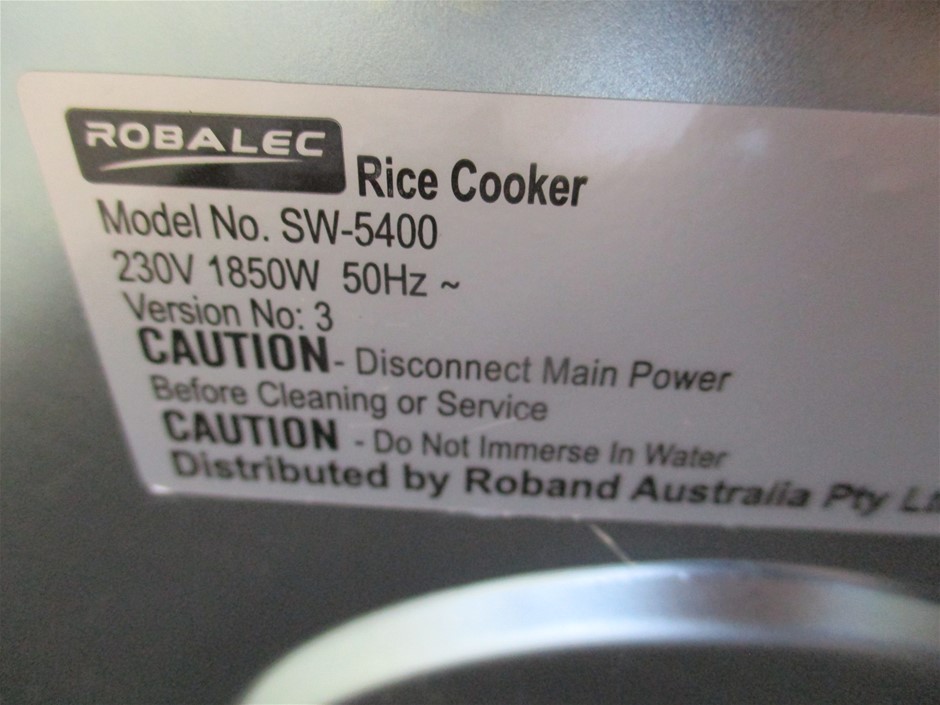 ROBALEC Rice Cooker
Model No. SW-5400
230V 1850W 50Hz ~
Version No: 3
CAUTION - Disconnect Main Power
Before Cleaning or Service
CAUTION - Do Not Immerse In Water
Distributed by Roband Australia Pty